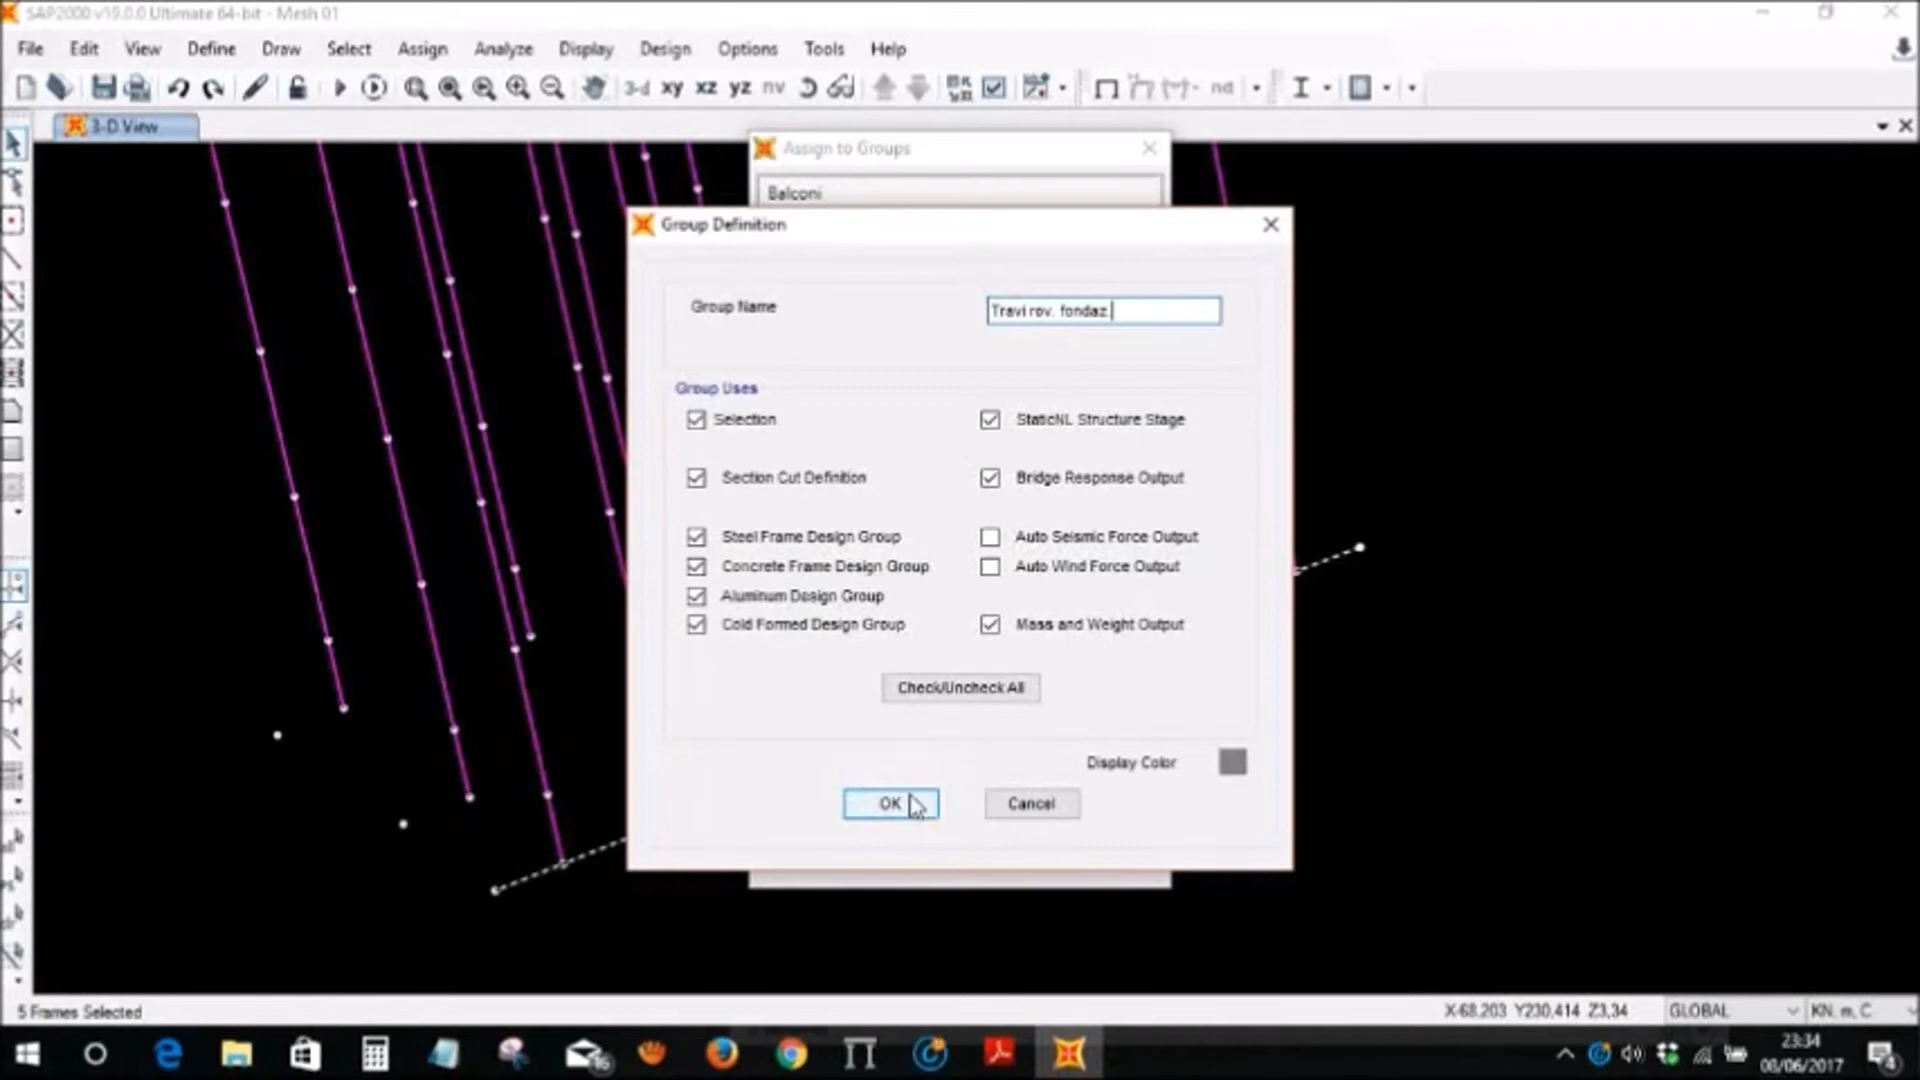 SAP2000 v19.0.0 Ultimate 64-bit - Mesh 01
File Edit View Define Draw Select Assign Analyze Display Design Options Tools Help
3-d xy xz yz nv nd
3-D View
Assign to Groups
Balconi
Group Definition
Group Name
Travi rov. fondaz.
Group Uses
Selection
StaticNL Structure Stage
Section Cut Definition
Bridge Response Output
Steel Frame Design Group
Auto Seismic Force Output
Concrete Frame Design Group
Auto Wind Force Output
Aluminum Design Group
Cold Formed Design Group
Mass and Weight Output
Check/Uncheck All
Display Color
OK
Cancel
5 Frames Selected
X-68.203 Y230.414 Z3.34
GLOBAL
KN, m, C
16
23:34
08/06/2017
4